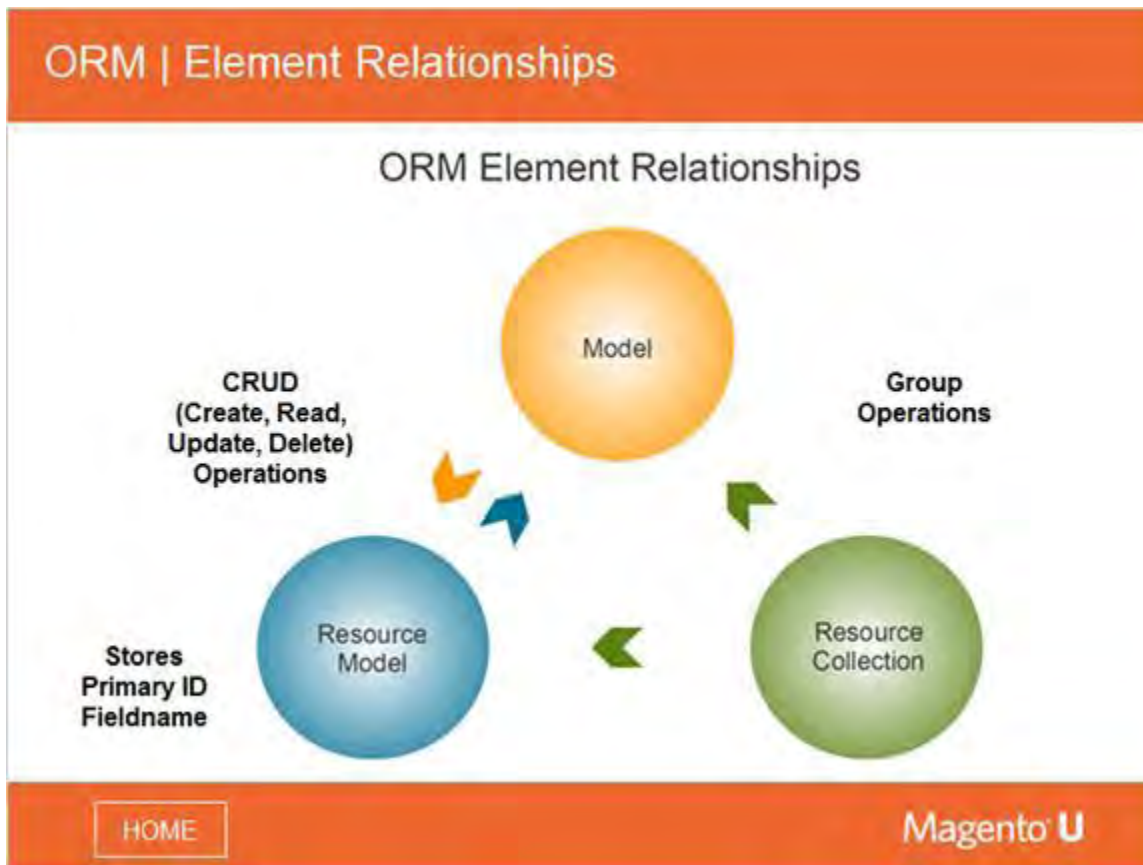 ORM | Element Relationships
ORM Element Relationships
Model
CRUD
(Create, Read,
Update, Delete)
Operations
Group
Operations
Resource
Model
Resource
Collection
Stores
Primary ID
Fieldname
HOME
Magento U